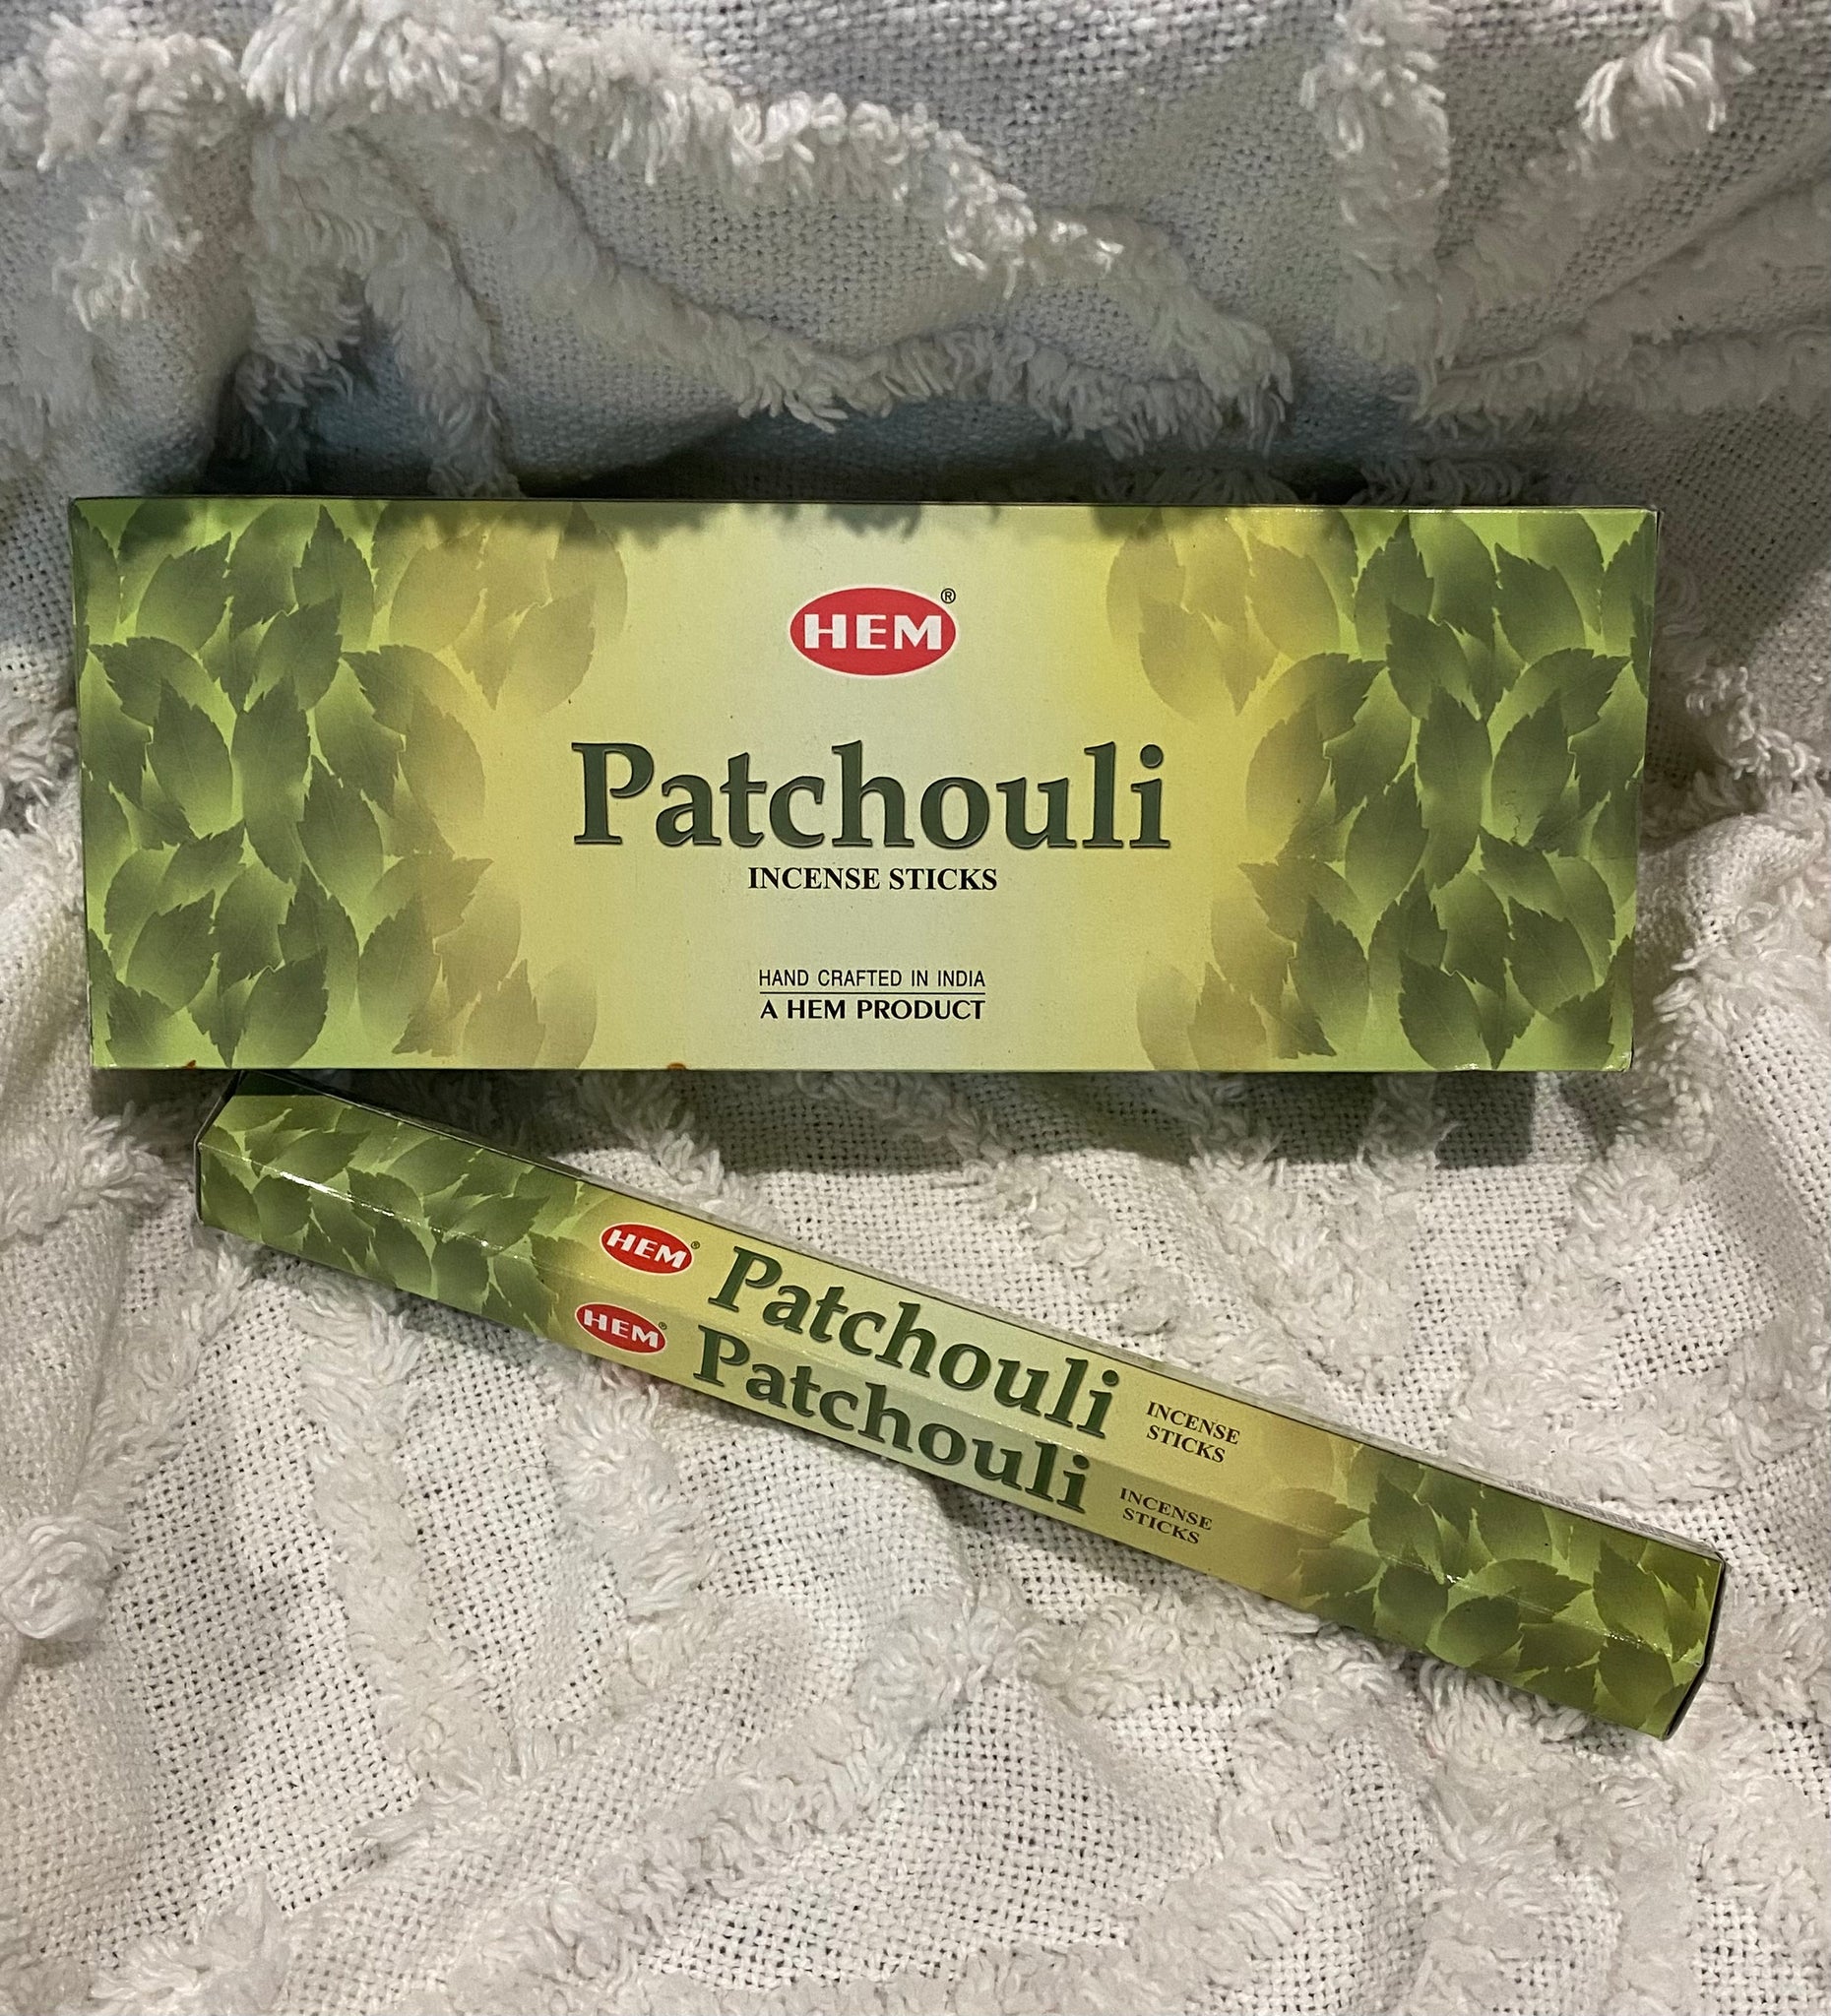 HEM®
Patchouli
INCENSE STICKS
HAND CRAFTED IN INDIA
A HEM PRODUCT
HEM® Patchouli INCENSE
STICKS
HEM® Patchouli INCENSE
STICKS